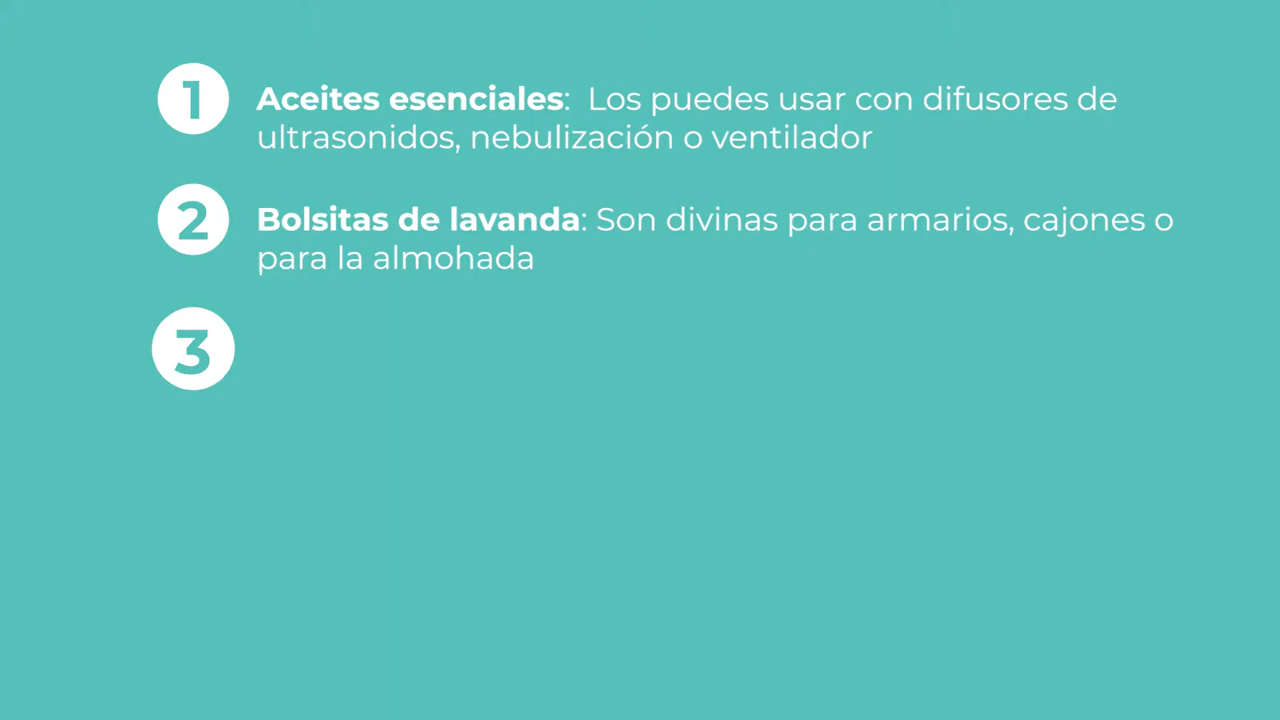 1 Aceites esenciales: Los puedes usar con difusores de
ultrasonidos, nebulización o ventilador
2 Bolsitas de lavanda: Son divinas para armarios, cajones o
para la almohada
3